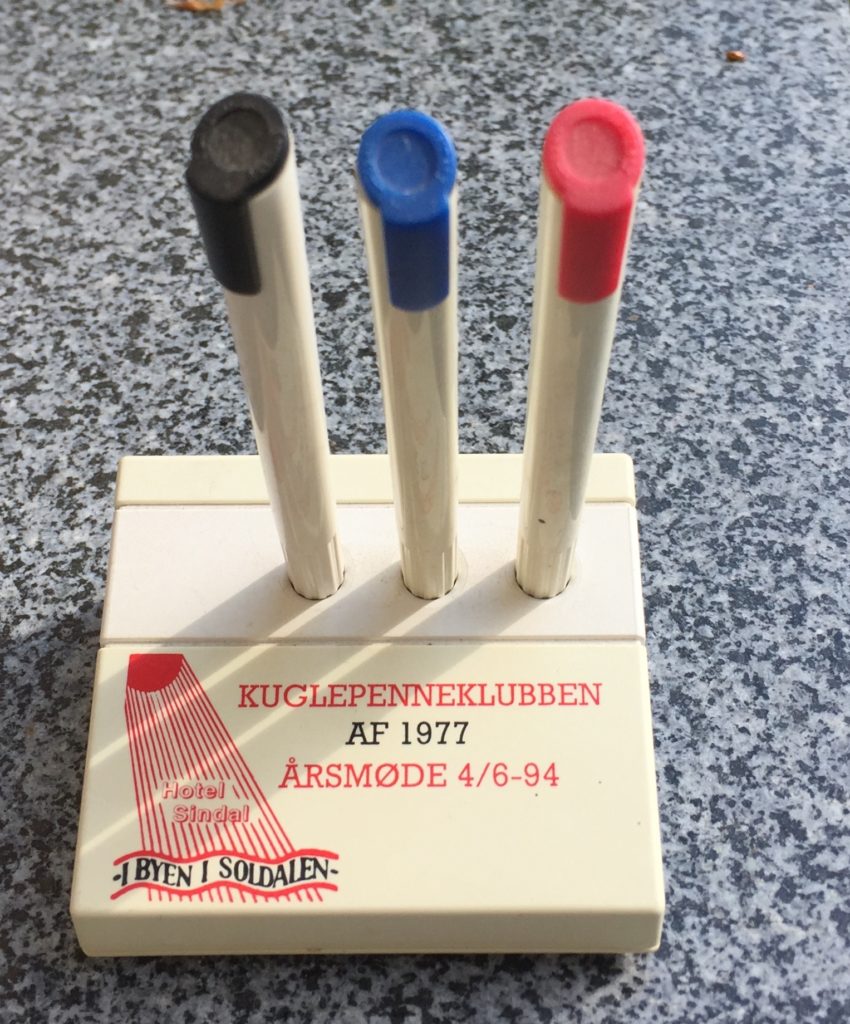 KUGLEPENNEKLUBBEN
AF 1977
ÅRSMØDE 4/6-94
Hotel
Sindal
-I BYEN I SOLDALEN-